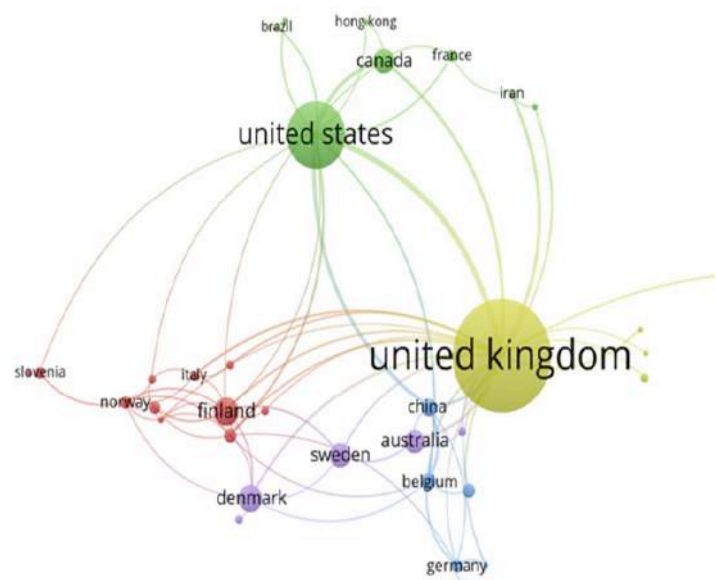 brazil
hong kong
canada
france
iran
united states
united kingdom
slovenia
italy
norway
finland
china
australia
sweden
belgium
denmark
germany